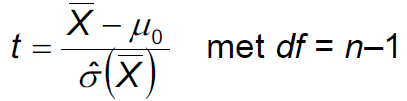 t = (X̅ − μ₀) / σ̂(X̅) met df = n–1